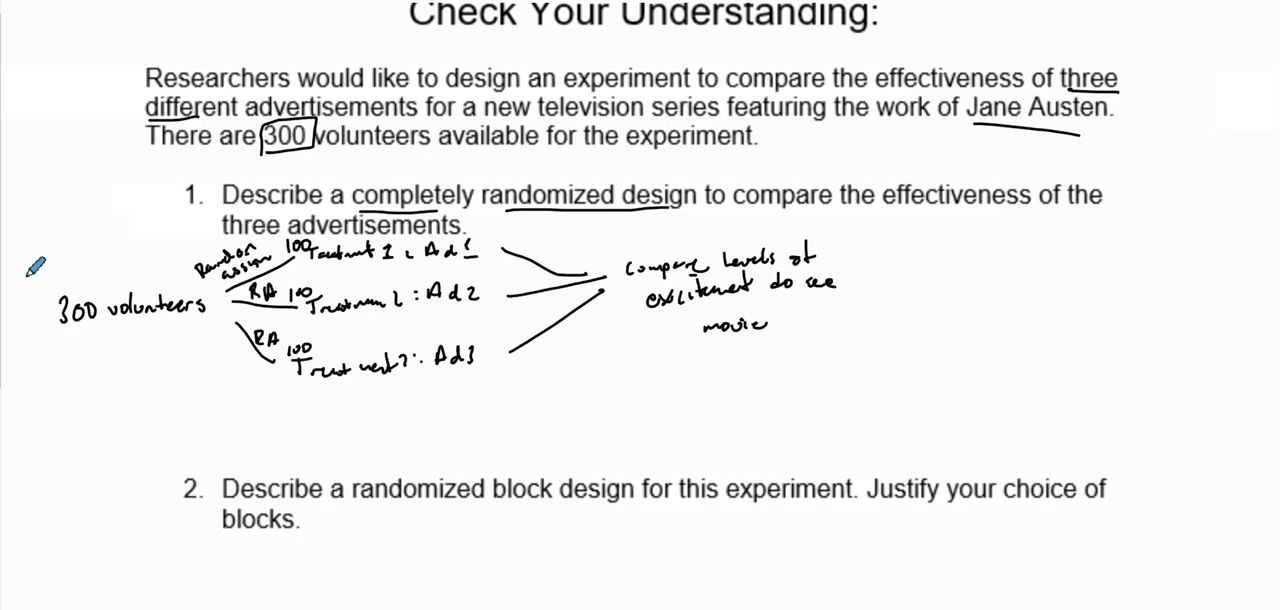 Check Your Understanding:
Researchers would like to design an experiment to compare the effectiveness of three
different advertisements for a new television series featuring the work of Jane Austen.
There are 300 volunteers available for the experiment.
1. Describe a completely randomized design to compare the effectiveness of the
three advertisements.
Random
assign
100 Treatment 1: Ad 1
300 volunteers
RA 100
Treatment 2: Ad 2
RA
100
Ad3
Compare levels of
excitement to see
movie
2. Describe a randomized block design for this experiment. Justify your choice of
blocks.